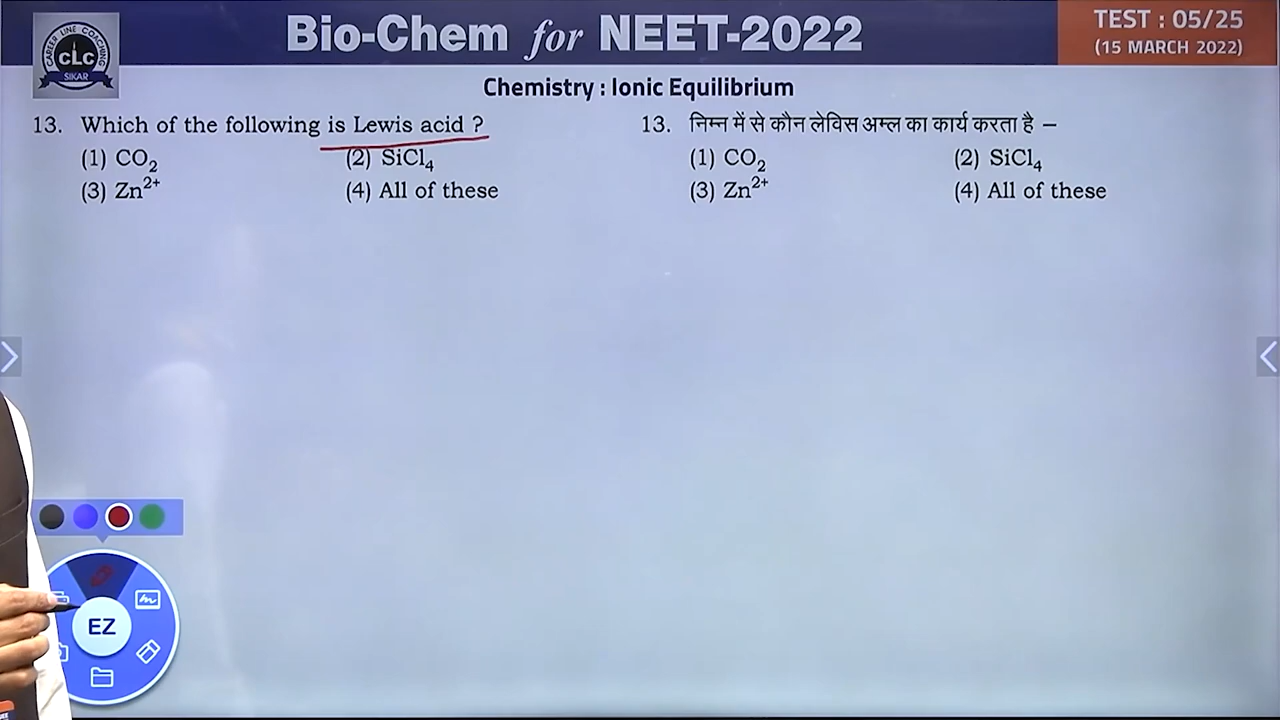 CAREER LINE COACHING
CLC
SIKAR
Bio-Chem for NEET-2022
TEST : 05/25
(15 MARCH 2022)
Chemistry : Ionic Equilibrium
13. Which of the following is Lewis acid ?
(1) CO₂ (2) SiCl₄
(3) Zn²⁺ (4) All of these
13. निम्न में से कौन लेविस अम्ल का कार्य करता है –
(1) CO₂ (2) SiCl₄
(3) Zn²⁺ (4) All of these
EZ